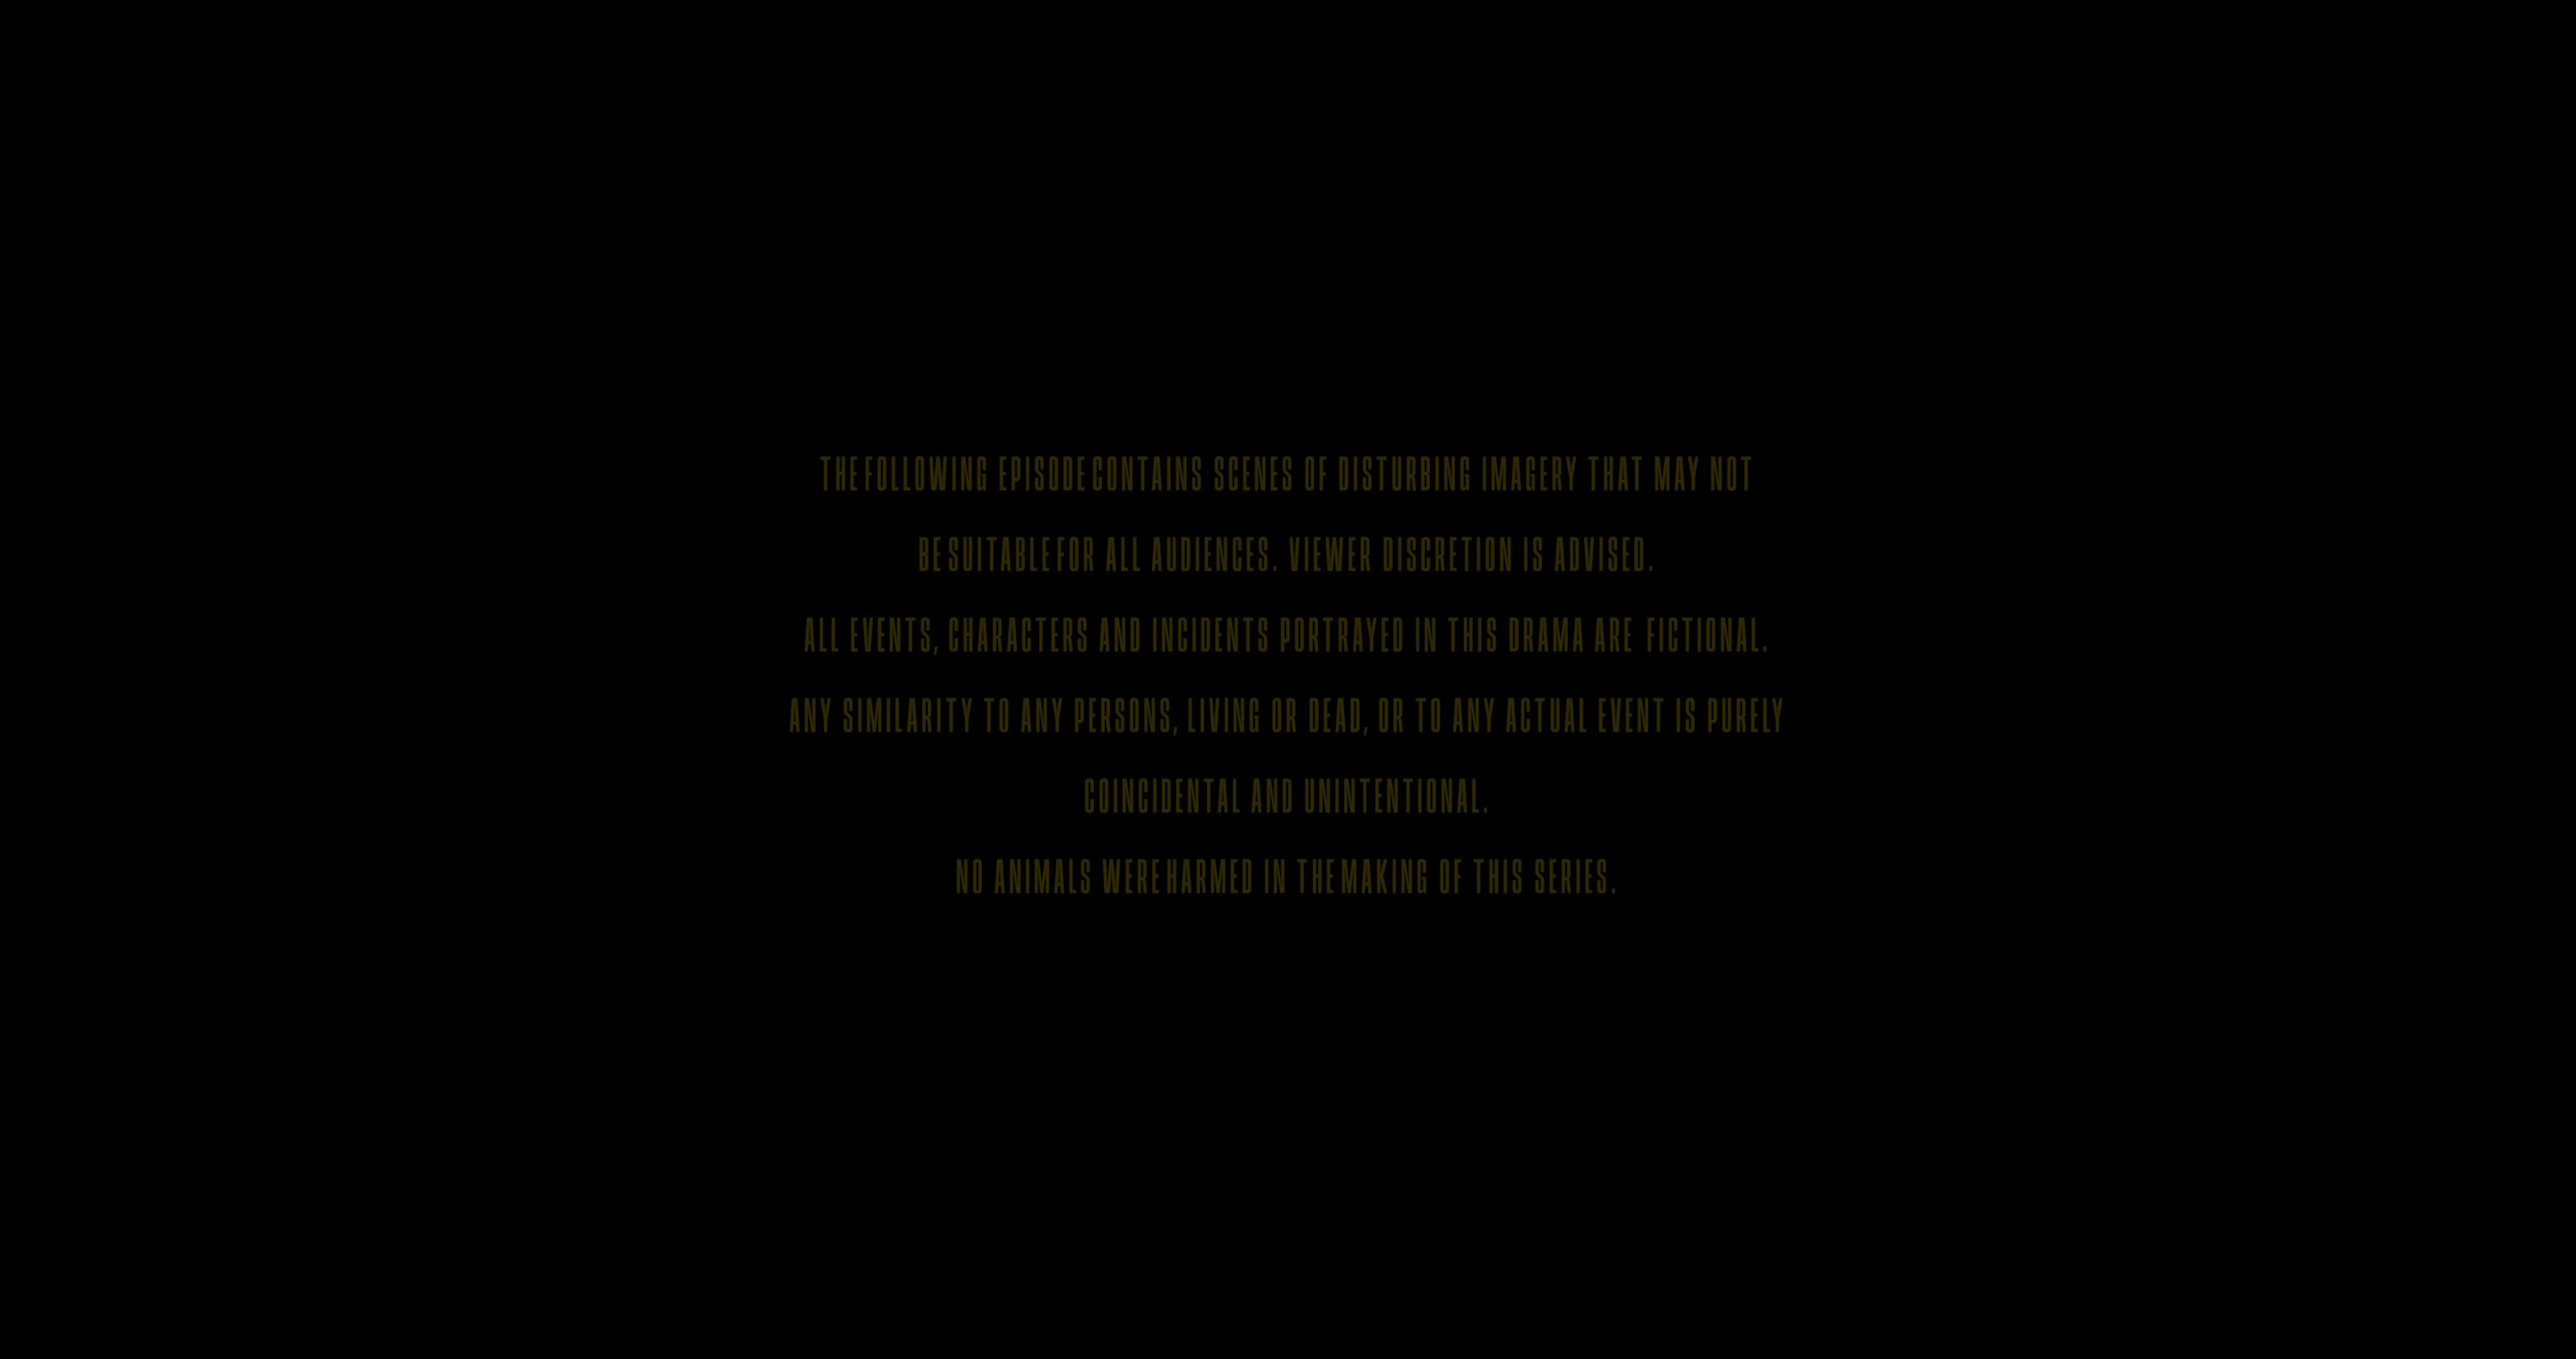 THE FOLLOWING EPISODE CONTAINS SCENES OF DISTURBING IMAGERY THAT MAY NOT
BE SUITABLE FOR ALL AUDIENCES. VIEWER DISCRETION IS ADVISED.
ALL EVENTS, CHARACTERS AND INCIDENTS PORTRAYED IN THIS DRAMA ARE FICTIONAL.
ANY SIMILARITY TO ANY PERSONS, LIVING OR DEAD, OR TO ANY ACTUAL EVENT IS PURELY
COINCIDENTAL AND UNINTENTIONAL.
NO ANIMALS WERE HARMED IN THE MAKING OF THIS SERIES.